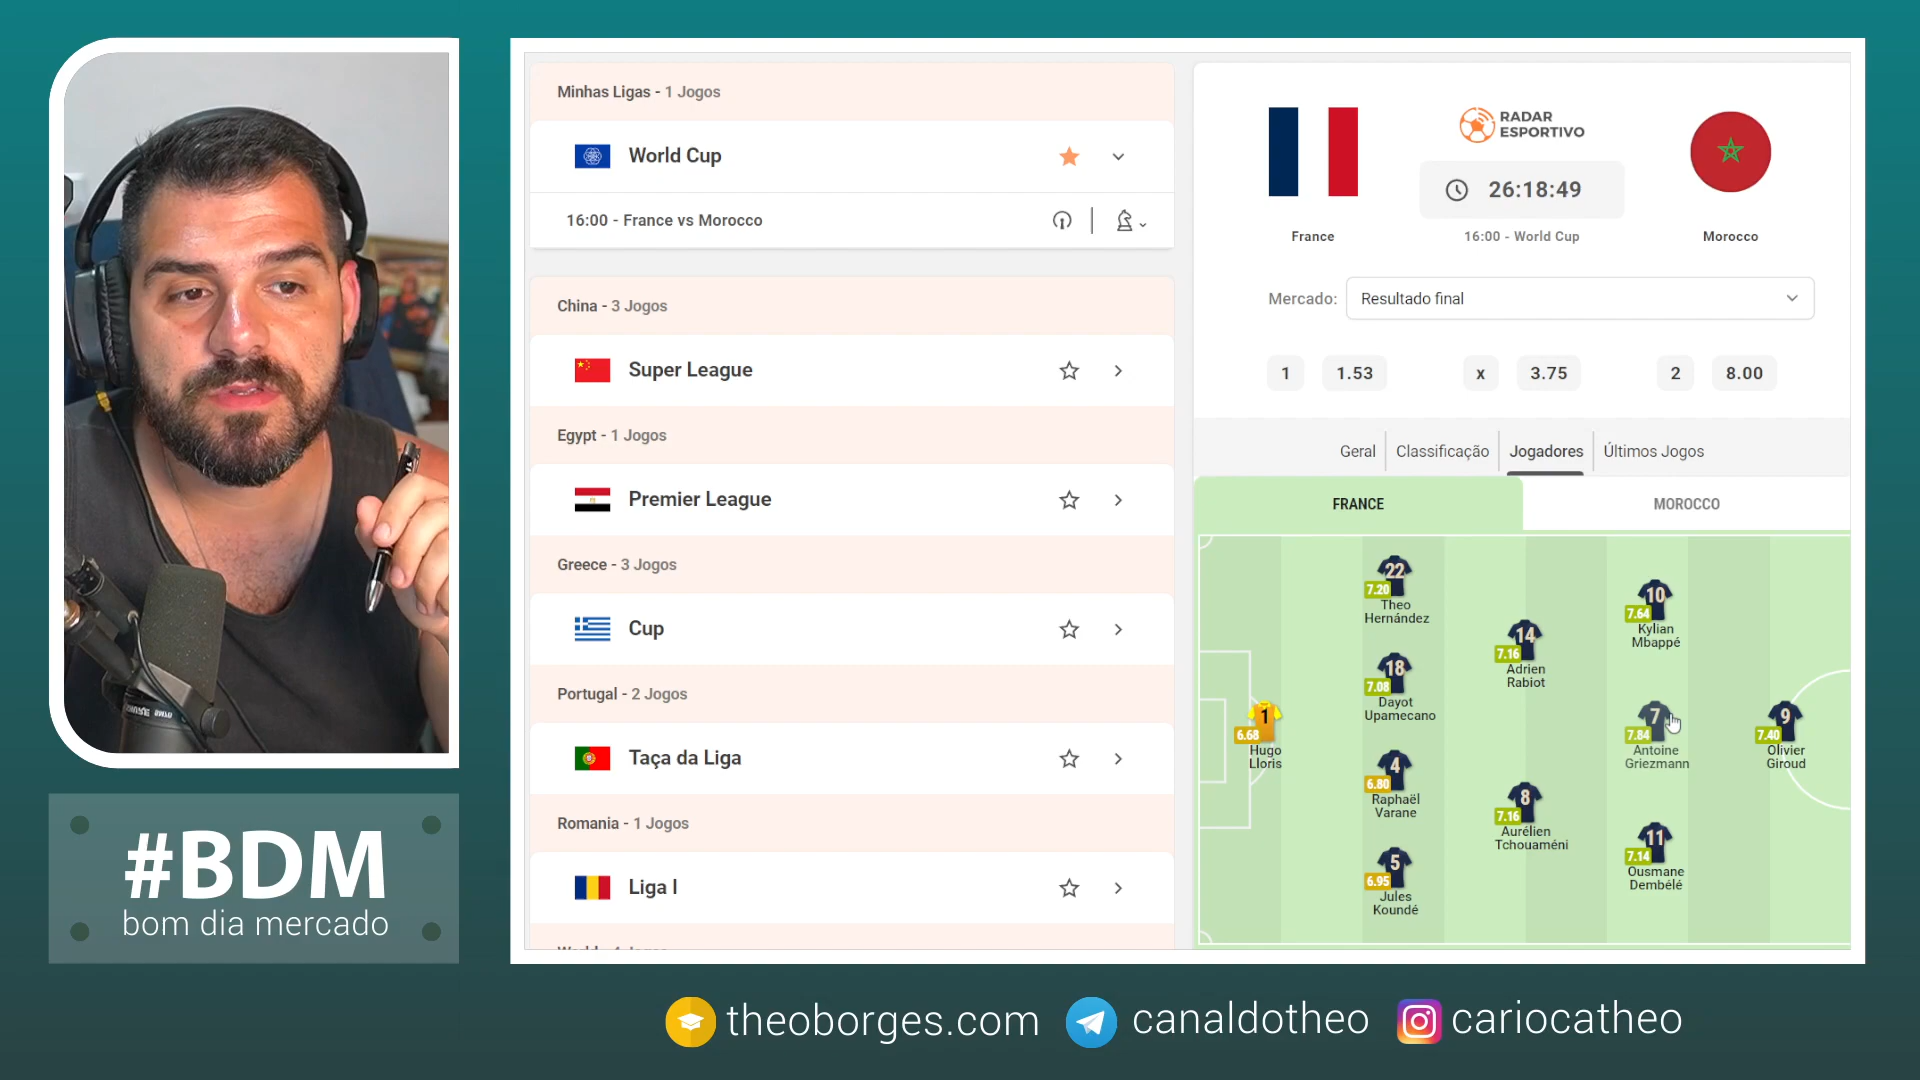 Minhas Ligas - 1 Jogos
World Cup
16:00 - France vs Morocco
China - 3 Jogos
Super League
Egypt - 1 Jogos
Premier League
Greece - 3 Jogos
Cup
Portugal - 2 Jogos
Taça da Liga
Romania - 1 Jogos
Liga I
RADAR
ESPORTIVO
26:18:49
France
16:00 - World Cup
Morocco
Mercado:
Resultado final
1 1.53 x 3.75 2 8.00
Geral Classificação Jogadores Últimos Jogos
FRANCE MOROCCO
1
6.68
Hugo
Lloris
22
7.20
Theo
Hernández
18
7.08
Dayot
Upamecano
4
6.80
Raphaël
Varane
5
6.95
Jules
Koundé
14
7.16
Adrien
Rabiot
8
7.16
Aurélien
Tchouaméni
10
7.64
Kylian
Mbappé
7
7.84
Antoine
Griezmann
11
7.14
Ousmane
Dembélé
9
7.40
Olivier
Giroud
#BDM
bom dia mercado
theoborges.com
canaldotheo
cariocatheo